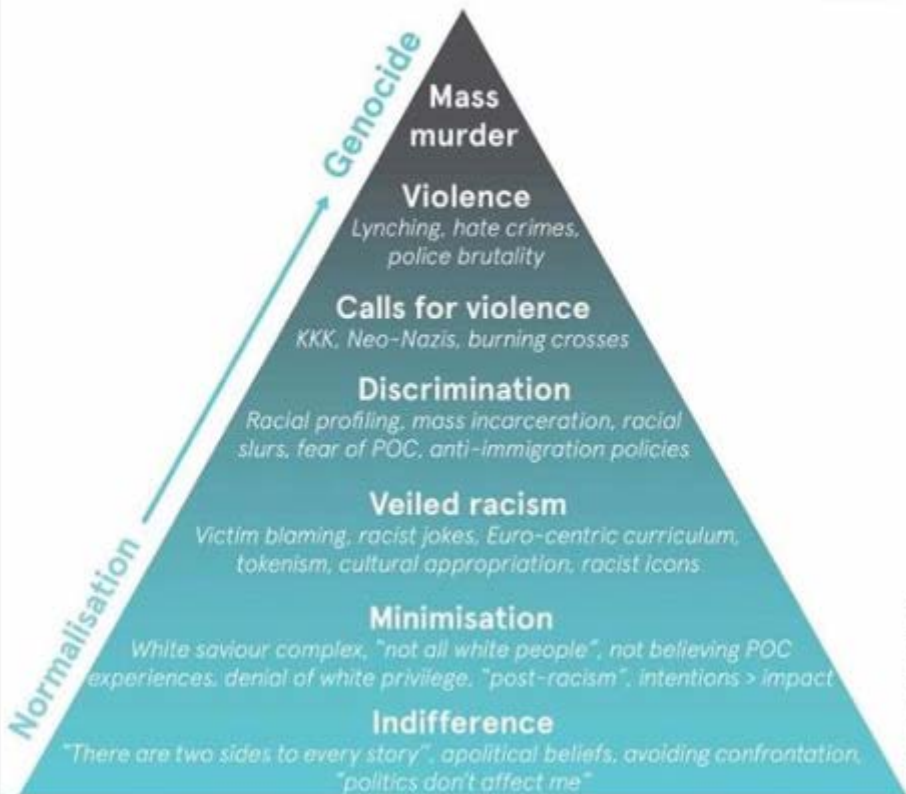 Genocide
Normalisation
Mass
murder
Violence
Lynching, hate crimes,
police brutality
Calls for violence
KKK, Neo-Nazis, burning crosses
Discrimination
Racial profiling, mass incarceration, racial
slurs, fear of POC, anti-immigration policies
Veiled racism
Victim blaming, racist jokes, Euro-centric curriculum,
tokenism, cultural appropriation, racist icons
Minimisation
White saviour complex, "not all white people", not believing POC
experiences, denial of white privilege, "post-racism", intentions > impact
Indifference
"There are two sides to every story", apolitical beliefs, avoiding confrontation,
"politics don't affect me"